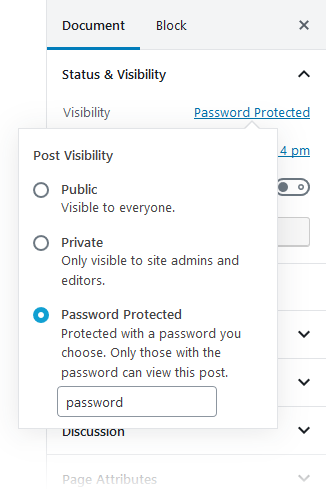 Document Block ×
Status & Visibility
Visibility Password Protected
4 pm
Post Visibility
Public
Visible to everyone.
Private
Only visible to site admins and
editors.
Password Protected
Protected with a password you
choose. Only those with the
password can view this post.
password
Discussion
Page Attributes